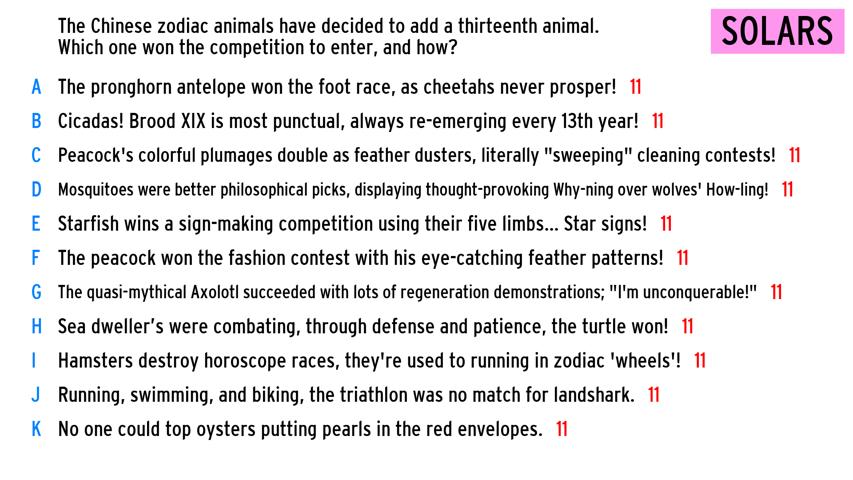 The Chinese zodiac animals have decided to add a thirteenth animal.
Which one won the competition to enter, and how?
SOLARS
A The pronghorn antelope won the foot race, as cheetahs never prosper! 11
B Cicadas! Brood XIX is most punctual, always re-emerging every 13th year! 11
C Peacock's colorful plumages double as feather dusters, literally "sweeping" cleaning contests! 11
D Mosquitoes were better philosophical picks, displaying thought-provoking Why-ning over wolves' How-ling! 11
E Starfish wins a sign-making competition using their five limbs... Star signs! 11
F The peacock won the fashion contest with his eye-catching feather patterns! 11
G The quasi-mythical Axolotl succeeded with lots of regeneration demonstrations; "I'm unconquerable!" 11
H Sea dweller’s were combating, through defense and patience, the turtle won! 11
I Hamsters destroy horoscope races, they're used to running in zodiac 'wheels'! 11
J Running, swimming, and biking, the triathlon was no match for landshark. 11
K No one could top oysters putting pearls in the red envelopes. 11